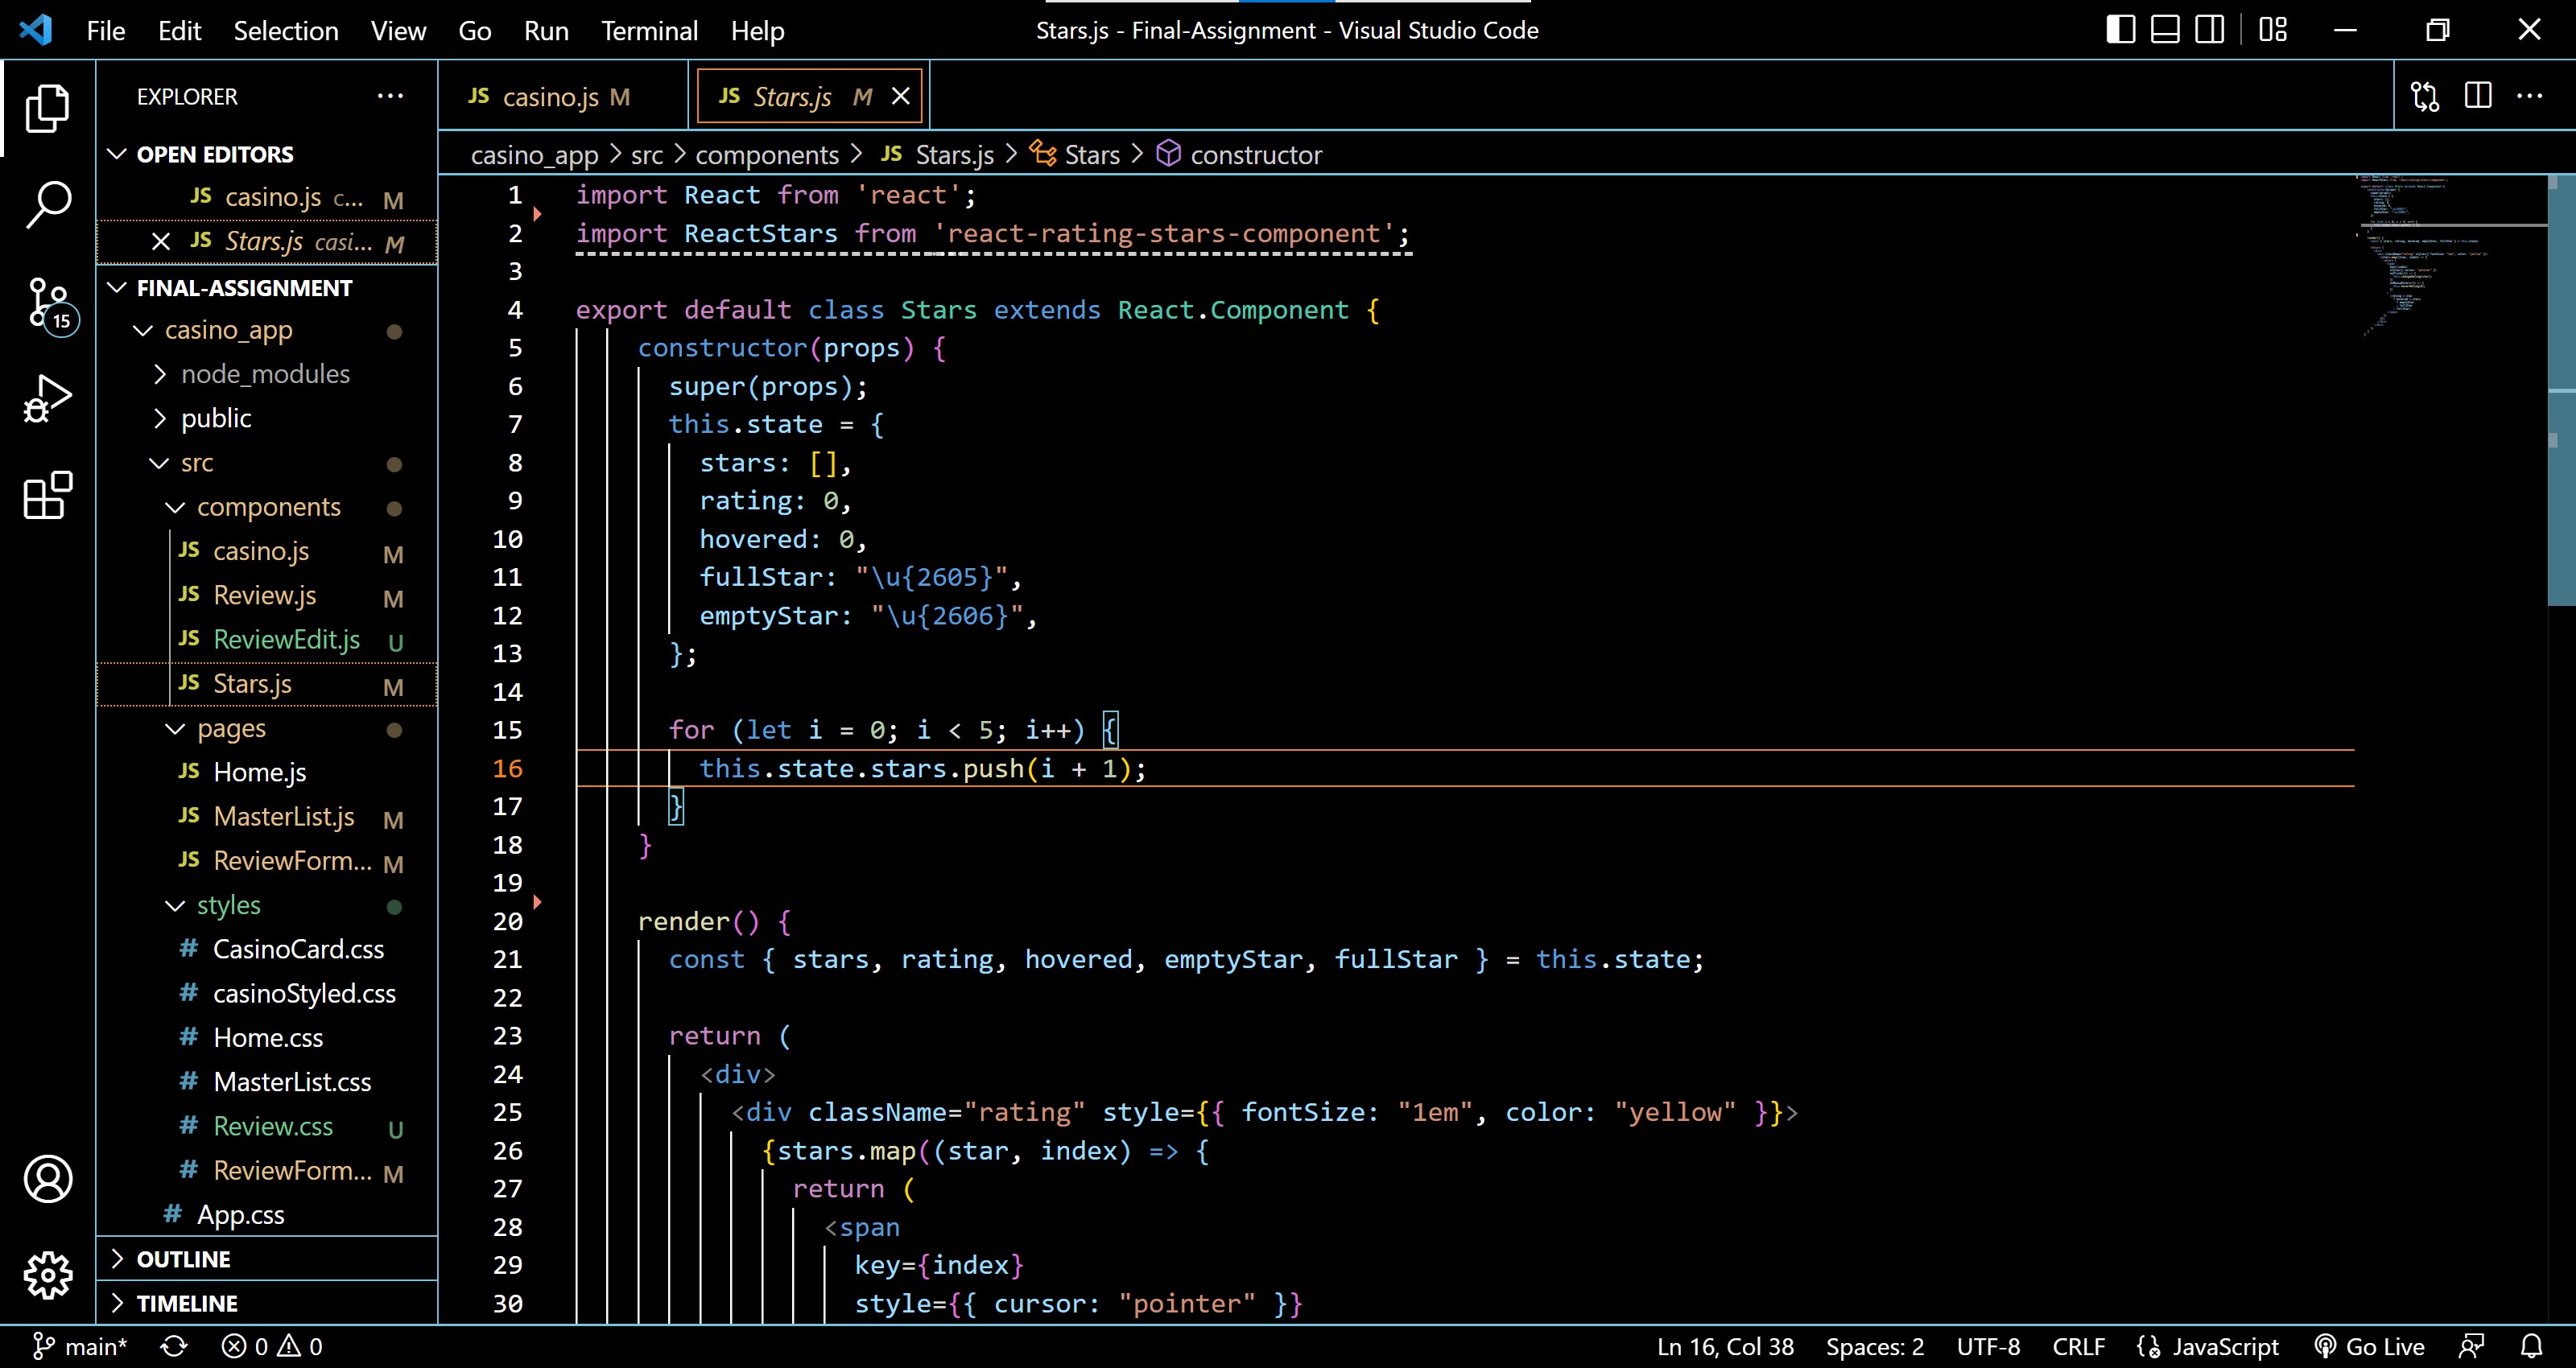 File Edit Selection View Go Run Terminal Help
Stars.js - Final-Assignment - Visual Studio Code
EXPLORER
OPEN EDITORS
JS casino.js c... M
JS Stars.js casi... M
FINAL-ASSIGNMENT
casino_app
node_modules
public
src
components
JS casino.js M
JS Review.js M
JS ReviewEdit.js U
JS Stars.js M
pages
JS Home.js
JS MasterList.js M
JS ReviewForm... M
styles
# CasinoCard.css
# casinoStyled.css
# Home.css
# MasterList.css
# Review.css U
# ReviewForm... M
# App.css
OUTLINE
TIMELINE
15
JS casino.js M
JS Stars.js M
casino_app > src > components > JS Stars.js > Stars > constructor
1 import React from 'react';
2 import ReactStars from 'react-rating-stars-component';
3
4 export default class Stars extends React.Component {
5 constructor(props) {
6 super(props);
7 this.state = {
8 stars: [],
9 rating: 0,
10 hovered: 0,
11 fullStar: "\u{2605}",
12 emptyStar: "\u{2606}",
13 };
14
15 for (let i = 0; i < 5; i++) {
16 this.state.stars.push(i + 1);
17 }
18 }
19
20 render() {
21 const { stars, rating, hovered, emptyStar, fullStar } = this.state;
22
23 return (
24 <div>
25 <div className="rating" style={{ fontSize: "1em", color: "yellow" }}>
26 {stars.map((star, index) => {
27 return (
28 <span
29 key={index}
30 style={{ cursor: "pointer" }}
main* 0 0
Ln 16, Col 38 Spaces: 2 UTF-8 CRLF JavaScript Go Live